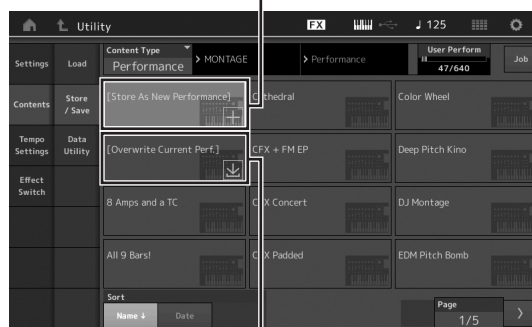 Utility
FX
♩ 125
Settings
Load
Content Type
Performance
> MONTAGE
> Performance
User Perform
47/640
Job
Contents
Store / Save
[Store As New Performance]
Color Wheel
Tempo Settings
Data Utility
[Overwrite Current Perf.]
CFX + FM EP
Deep Pitch Kino
Effect Switch
8 Amps and a TC
Concert
DJ Montage
All 9 Bars!
Padded
EDM Pitch Bomb
Sort
Name ↓
Date
Page
1/5